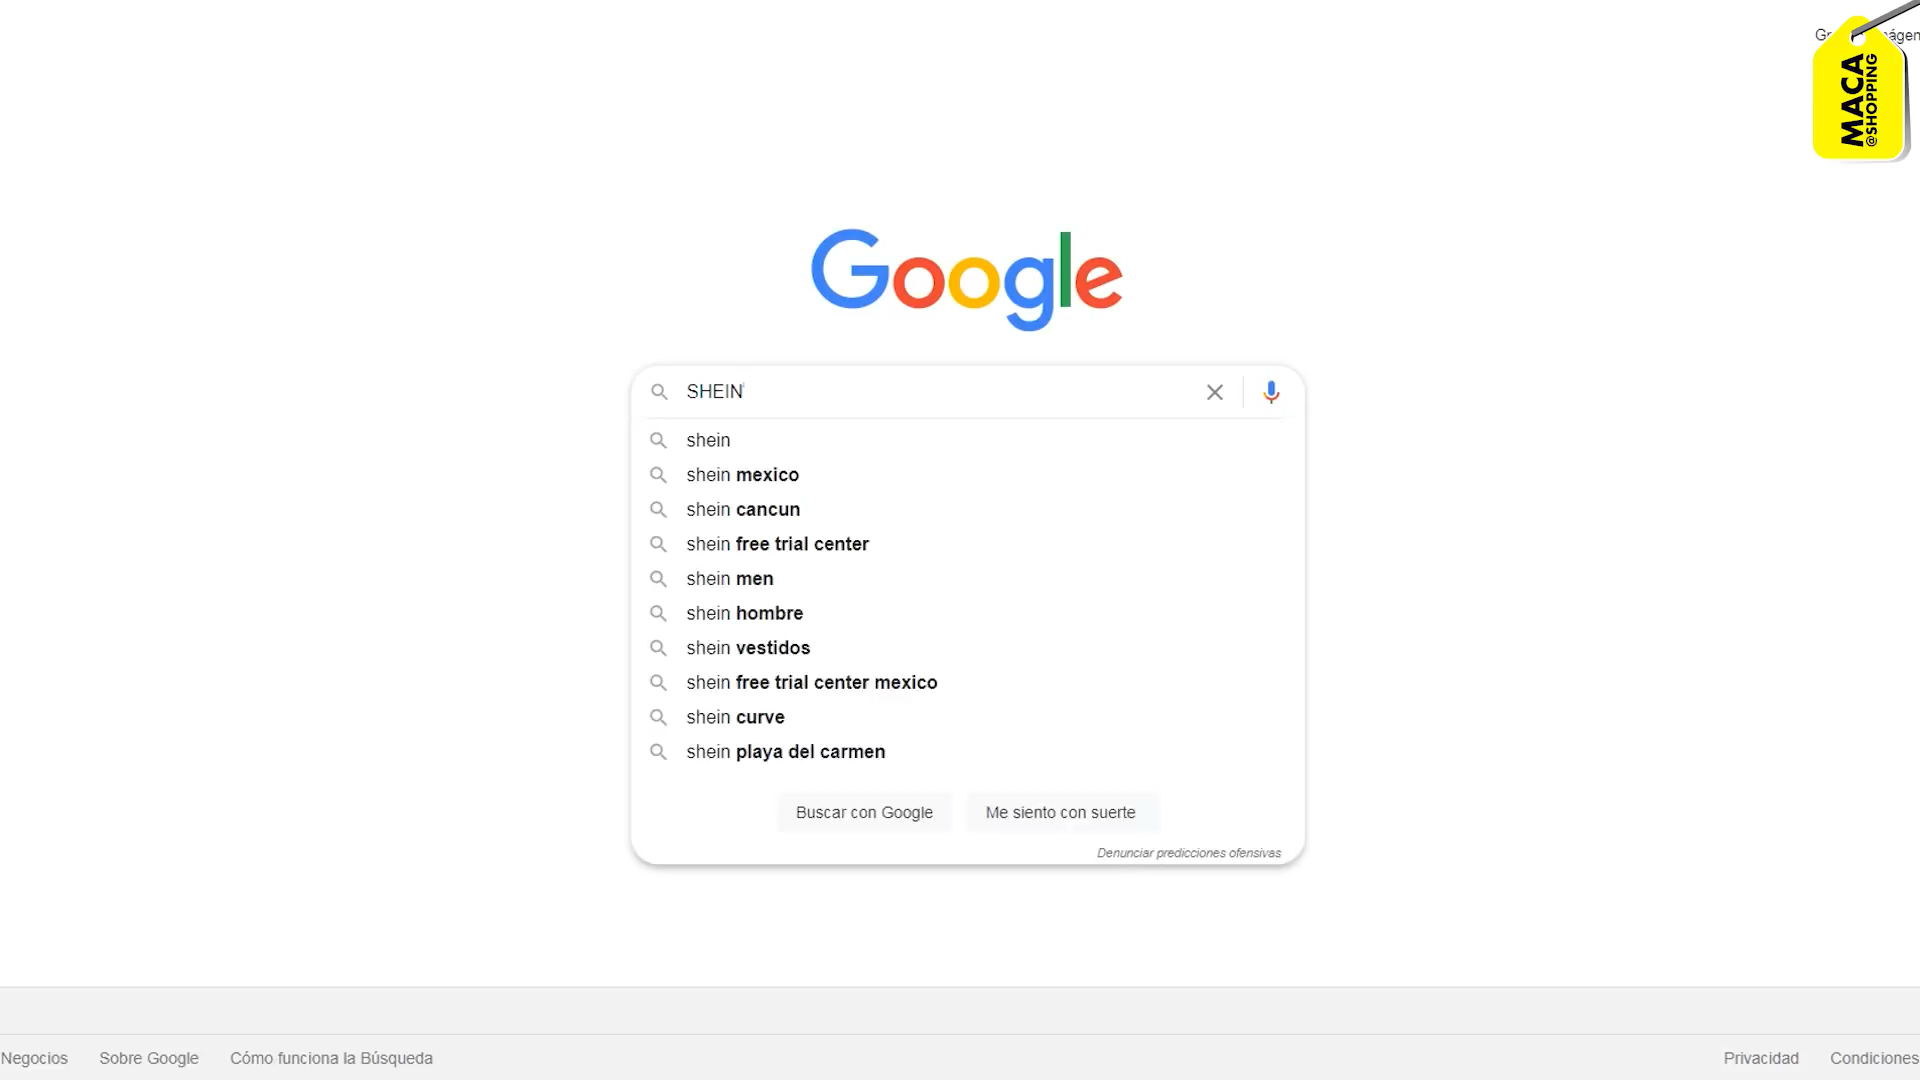 MACA
@SHOPPING
Google
SHEIN
shein
shein mexico
shein cancun
shein free trial center
shein men
shein hombre
shein vestidos
shein free trial center mexico
shein curve
shein playa del carmen
Buscar con Google
Me siento con suerte
Denunciar predicciones ofensivas
Negocios
Sobre Google
Cómo funciona la Búsqueda
Privacidad
Condiciones